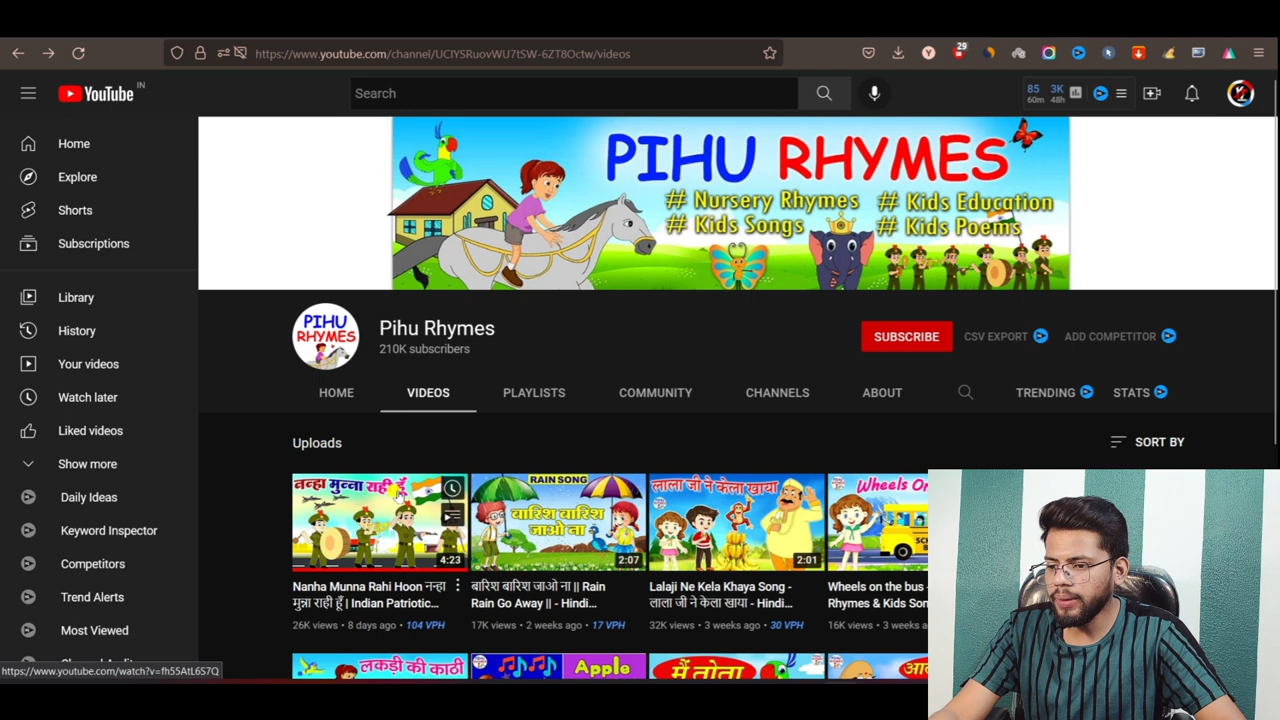 https://www.youtube.com/channel/UCIYSRuovWU7tSW-6ZT8Octw/videos
29
YouTube IN
Search
85 60m
3K 48h
Home
Explore
Shorts
Subscriptions
Library
History
Your videos
Watch later
Liked videos
Show more
Daily Ideas
Keyword Inspector
Competitors
Trend Alerts
Most Viewed
PIHU RHYMES
# Nursery Rhymes # Kids Education
# Kids Songs # Kids Poems
PIHU
RHYMES
Pihu Rhymes
210K subscribers
SUBSCRIBE
CSV EXPORT
ADD COMPETITOR
HOME VIDEOS PLAYLISTS COMMUNITY CHANNELS ABOUT TRENDING STATS
Uploads
SORT BY
नन्हा मुन्ना राही हूँ
4:23
RAIN SONG
बारिश बारिश
जाओ ना
2:07
लाला जी ने केला खाया
2:01
Wheels On
Nanha Munna Rahi Hoon नन्हा
मुन्ना राही हूँ | Indian Patriotic...
26K views • 8 days ago • 104 VPH
बारिश बारिश जाओ ना || Rain
Rain Go Away || - Hindi...
17K views • 2 weeks ago • 17 VPH
Lalaji Ne Kela Khaya Song -
लाला जी ने केला खाया - Hindi...
32K views • 3 weeks ago • 30 VPH
Wheels on the bus -
Rhymes & Kids Son
16K views • 3 weeks a
लकड़ी की काठी
Apple
मैं तोता
https://www.youtube.com/watch?v=fh55AtL6S7Q